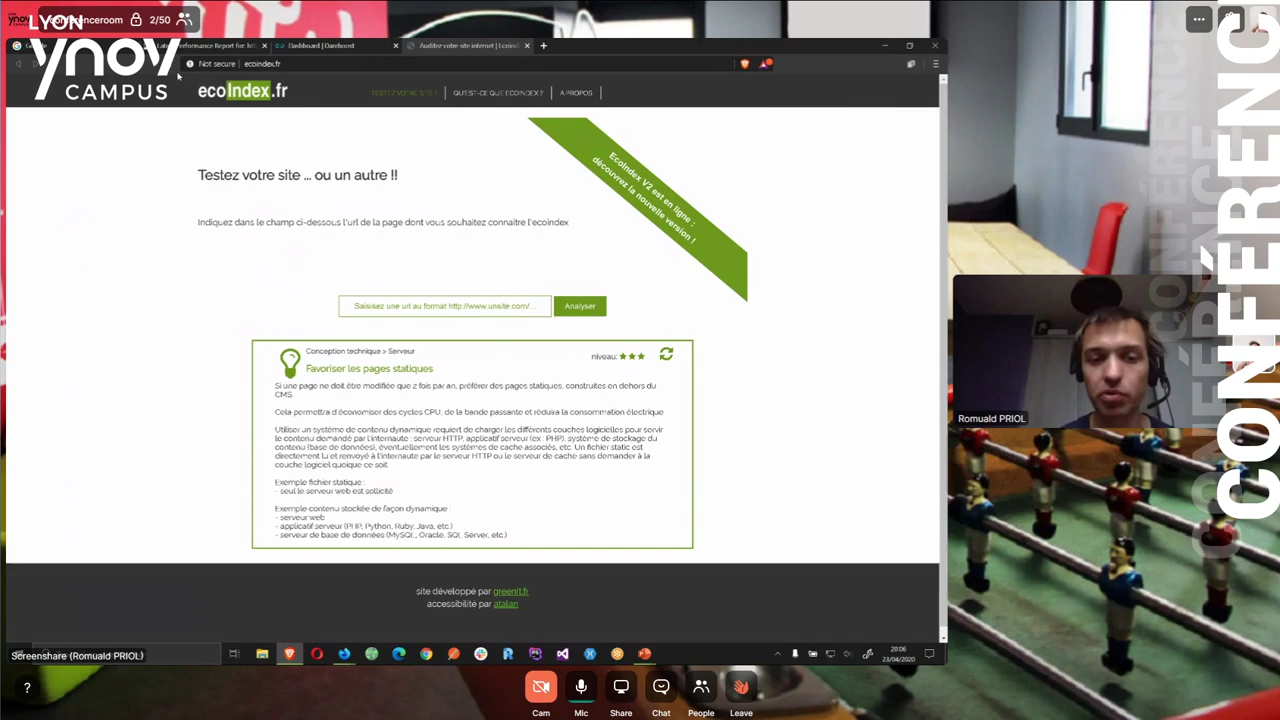 LYON
ynov
CAMPUS
conferenceroom 2/50
Performance Report for: htt
Dashboard | Dareboost
Auditer votre site internet | Ecoind
Not secure | ecoindex.fr
ecoIndex.fr
TESTEZ VOTRE SITE !
QU'EST-CE QUE ECOINDEX ?
A PROPOS
Testez votre site ... ou un autre !!
EcoIndex V2 est en ligne :
découvrez la nouvelle version !
Indiquez dans le champ ci-dessous l'url de la page dont vous souhaitez connaitre l'ecoindex
Saisissez une url au format http://www.unsite.com/...
Analyser
Conception technique > Serveur
niveau: ★★★
Favoriser les pages statiques
Si une page ne doit être modifiée que 2 fois par an, préférer des pages statiques, construites en dehors du
CMS.
Cela permettra d'économiser des cycles CPU, de la bande passante et réduira la consommation électrique
Utiliser un système de contenu dynamique requiert de charger les différents couches logicielles pour servir
le contenu demandé par l'internaute : serveur HTTP, applicatif serveur (ex : PHP), système de stockage du
contenu (base de données), éventuellement les systèmes de cache associés, etc. Un fichier static est
directement lu et renvoyé à l'internaute par le serveur HTTP ou le serveur de cache sans demander à la
couche logiciel quoique ce soit.
Exemple fichier statique :
- seul le serveur web est sollicité
Exemple contenu stockée de façon dynamique :
- serveur web
- applicatif serveur (PHP, Python, Ruby, Java, etc.)
- serveur de base de données (MySQL, Oracle, SQL Server, etc.)
site développé par greenit.fr
accessibilité par atalan
Screenshare (Romuald PRIOL)
20:06
23/04/2020
Romuald PRIOL
CONFÉRENC
CONFÉRENC
CONFÉRENC
?
Cam
Mic
Share
Chat
People
Leave